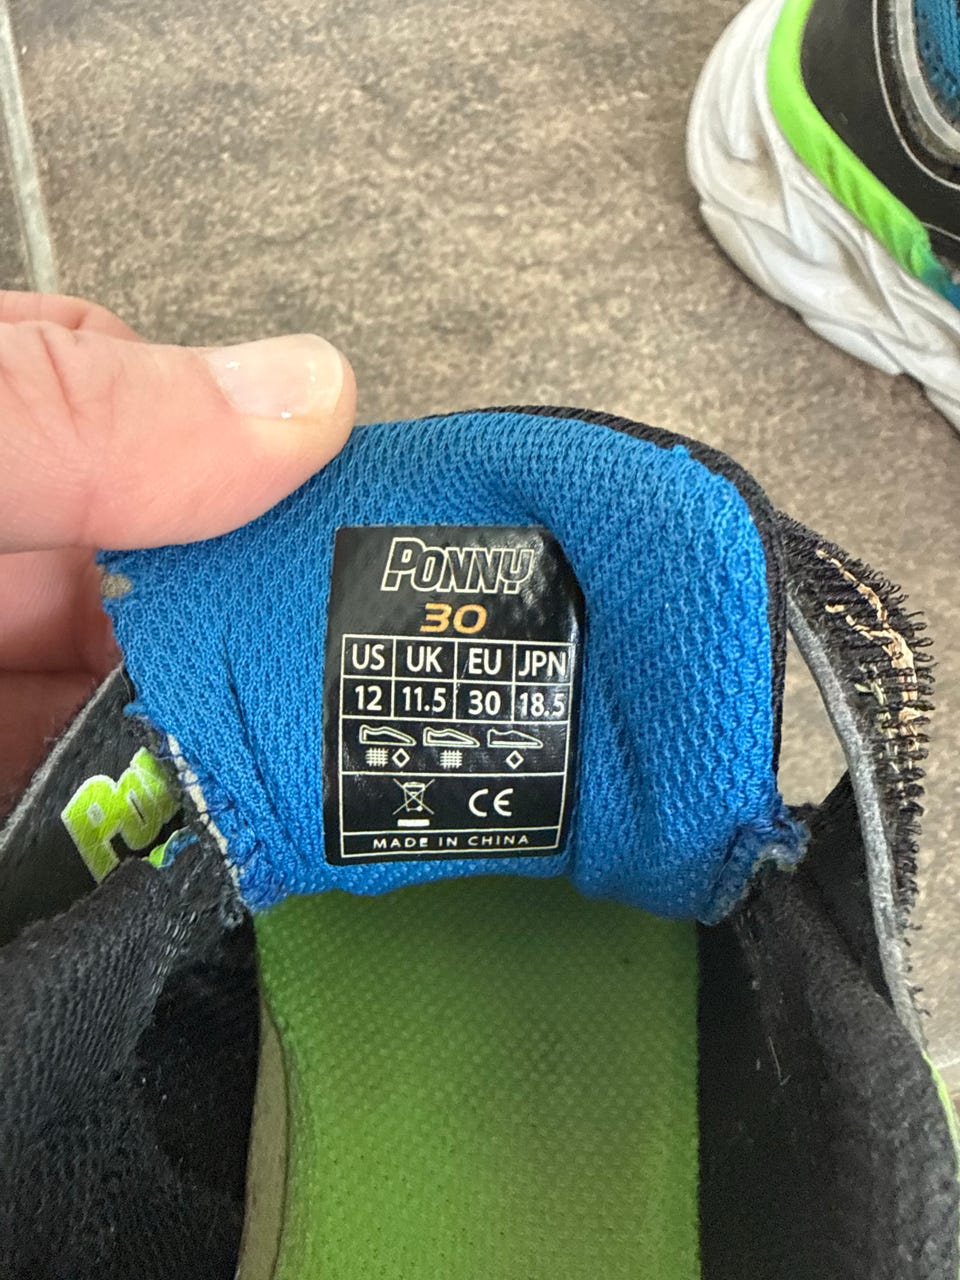 PONNY
30
US UK EU JPN
12 11.5 30 18.5
CE
MADE IN CHINA